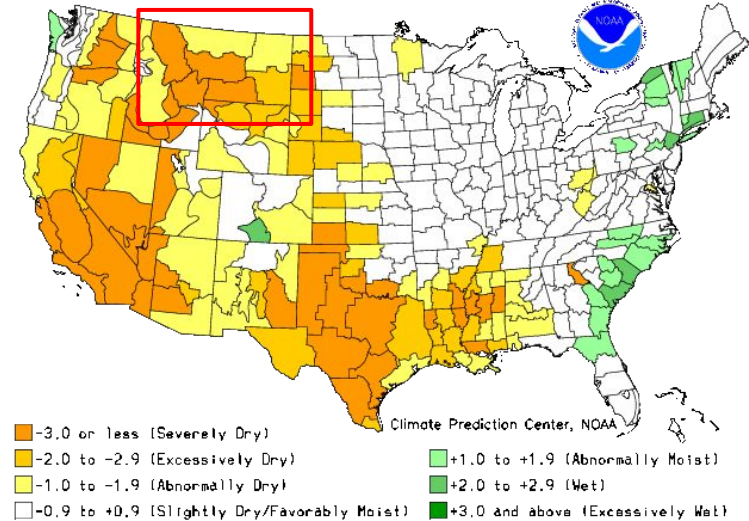 NOAA
Climate Prediction Center, NOAA
-3.0 or less (Severely Dry)
-2.0 to -2.9 (Excessively Dry)
-1.0 to -1.9 (Abnormally Dry)
-0.9 to +0.9 (Slightly Dry/Favorably Moist)
+1.0 to +1.9 (Abnormally Moist)
+2.0 to +2.9 (Wet)
+3.0 and above (Excessively Wet)